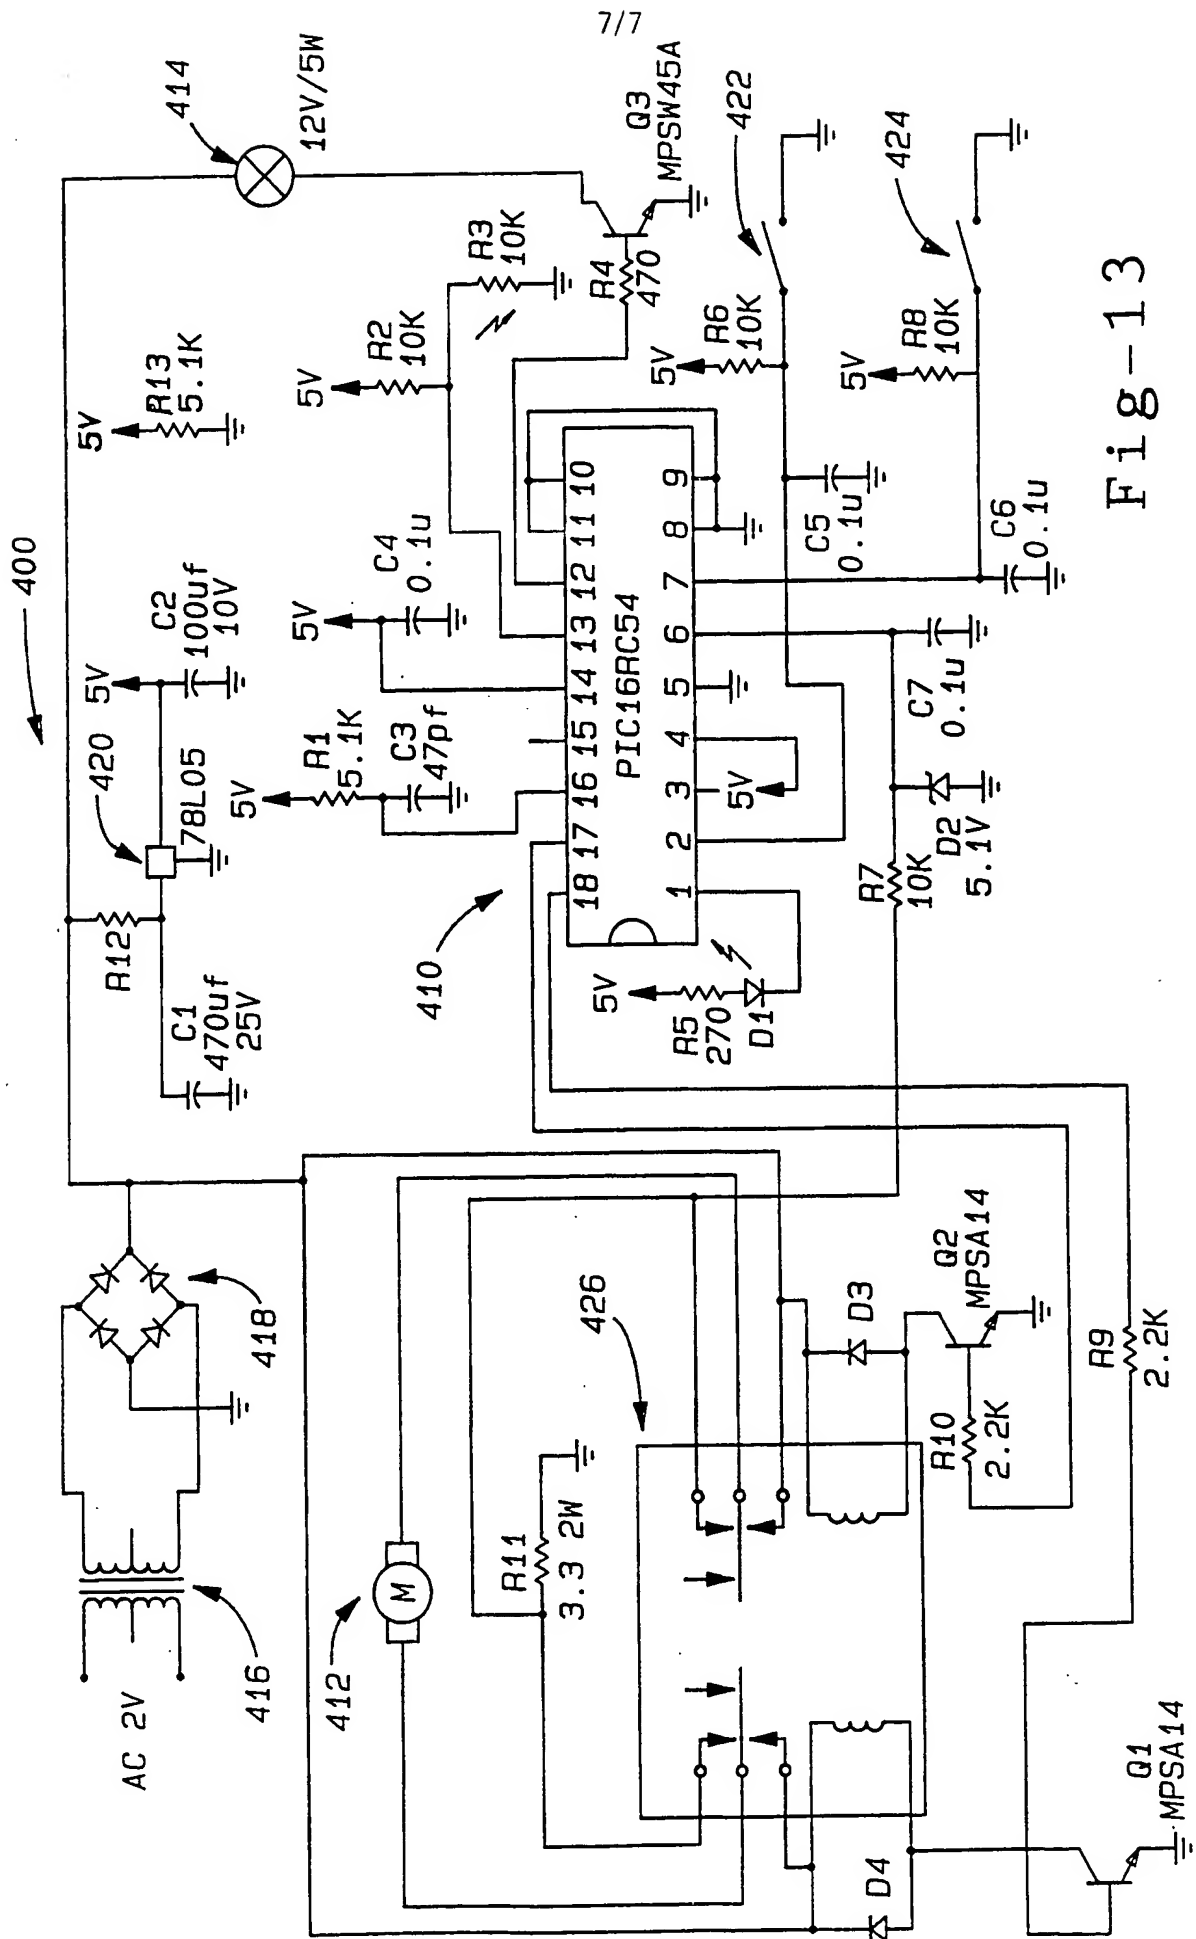 7/7
400
414
12V/5W
420
78L05
5V
C2
100uf
10V
5V
R13
5.1K
R12
C1
470uf
25V
418
416
AC 2V
5V
R1
5.1K
C3
47pf
5V
C4
0.1u
5V
R2
10K
R3
10K
R4
470
Q3
MPSW45A
410
18 17 16 15 14 13 12 11 10
PIC16RC54
1 2 3 4 5 6 7 8 9
5V
5V
R5
270
D1
5V
R6
10K
422
C5
0.1u
5V
R8
10K
424
C6
0.1u
C7
0.1u
D2
5.1V
R7
10K
412
M
R11
3.3 2W
426
D3
Q2
MPSA14
R10
2.2K
R9
2.2K
D4
Q1
MPSA14
Fig-13